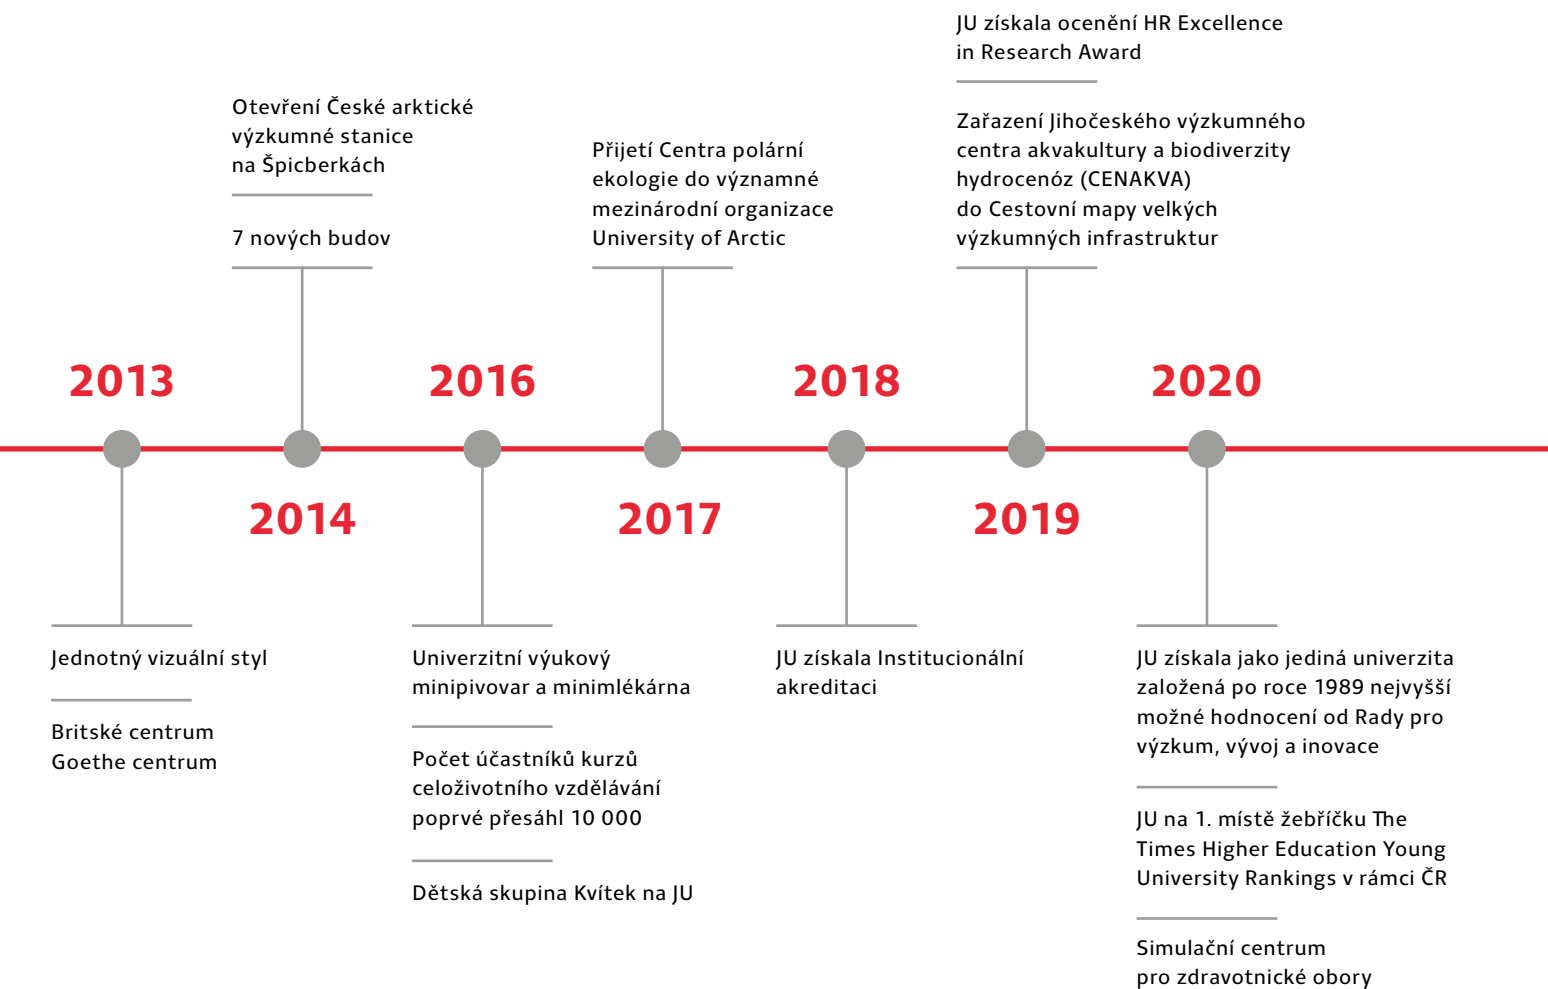 JU získala ocenění HR Excellence
in Research Award
Otevření České arktické
výzkumné stanice
na Špicberkách
7 nových budov
Přijetí Centra polární
ekologie do významné
mezinárodní organizace
University of Arctic
Zařazení Jihočeského výzkumného
centra akvakultury a biodiverzity
hydrocenóz (CENAKVA)
do Cestovní mapy velkých
výzkumných infrastruktur
2013
2016
2018
2020
2014
2017
2019
Jednotný vizuální styl
Britské centrum
Goethe centrum
Univerzitní výukový
minipivovar a minimlékárna
Počet účastníků kurzů
celoživotního vzdělávání
poprvé přesáhl 10 000
Dětská skupina Kvítek na JU
JU získala Institucionální
akreditaci
JU získala jako jediná univerzita
založená po roce 1989 nejvyšší
možné hodnocení od Rady pro
výzkum, vývoj a inovace
JU na 1. místě žebříčku The
Times Higher Education Young
University Rankings v rámci ČR
Simulační centrum
pro zdravotnické obory